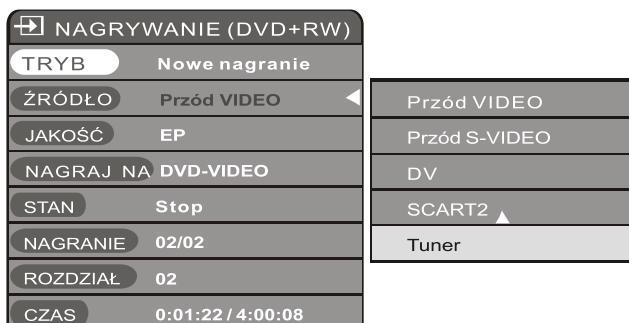 NAGRYWANIE (DVD+RW)
TRYB Nowe nagranie
ŹRÓDŁO Przód VIDEO
JAKOŚĆ EP
NAGRAJ NA DVD-VIDEO
STAN Stop
NAGRANIE 02/02
ROZDZIAŁ 02
CZAS 0:01:22 / 4:00:08
Przód VIDEO
Przód S-VIDEO
DV
SCART2
Tuner